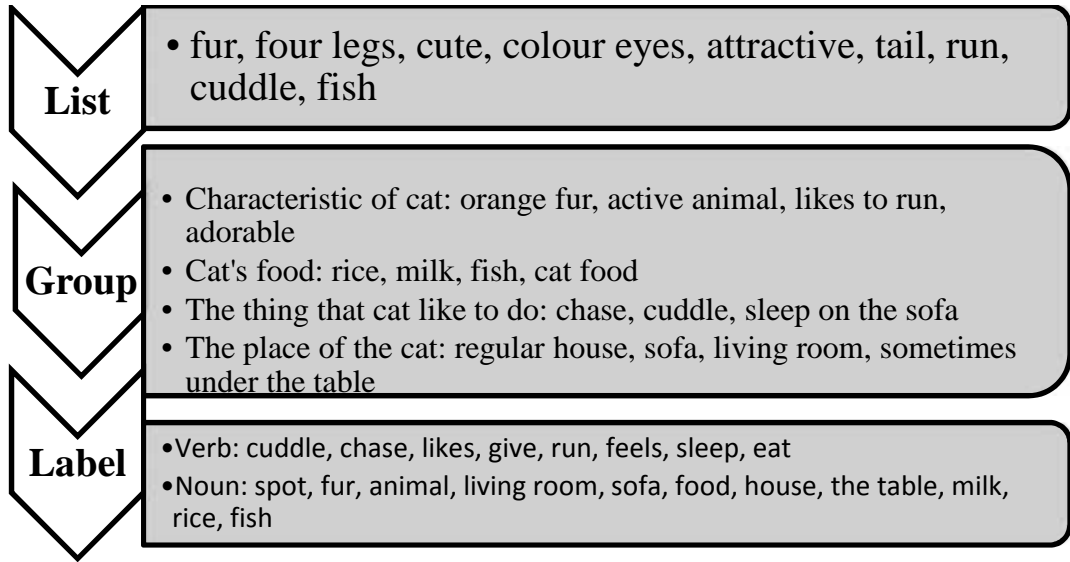 List
• fur, four legs, cute, colour eyes, attractive, tail, run,
cuddle, fish
Group
• Characteristic of cat: orange fur, active animal, likes to run,
adorable
• Cat's food: rice, milk, fish, cat food
• The thing that cat like to do: chase, cuddle, sleep on the sofa
• The place of the cat: regular house, sofa, living room, sometimes
under the table
Label
•Verb: cuddle, chase, likes, give, run, feels, sleep, eat
•Noun: spot, fur, animal, living room, sofa, food, house, the table, milk,
rice, fish